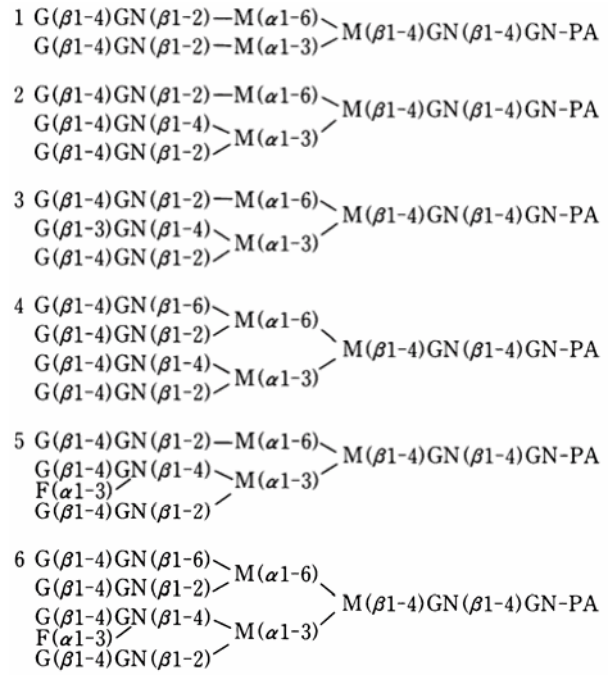 1 G(β1-4)GN(β1-2)—M(α1-6)
M(β1-4)GN(β1-4)GN-PA
G(β1-4)GN(β1-2)—M(α1-3)
2 G(β1-4)GN(β1-2)—M(α1-6)
M(β1-4)GN(β1-4)GN-PA
G(β1-4)GN(β1-4)
M(α1-3)
G(β1-4)GN(β1-2)
3 G(β1-4)GN(β1-2)—M(α1-6)
M(β1-4)GN(β1-4)GN-PA
G(β1-3)GN(β1-4)
M(α1-3)
G(β1-4)GN(β1-2)
4 G(β1-4)GN(β1-6)
M(α1-6)
G(β1-4)GN(β1-2)
M(β1-4)GN(β1-4)GN-PA
G(β1-4)GN(β1-4)
M(α1-3)
G(β1-4)GN(β1-2)
5 G(β1-4)GN(β1-2)—M(α1-6)
M(β1-4)GN(β1-4)GN-PA
G(β1-4)GN(β1-4)
M(α1-3)
F(α1-3)
G(β1-4)GN(β1-2)
6 G(β1-4)GN(β1-6)
M(α1-6)
G(β1-4)GN(β1-2)
M(β1-4)GN(β1-4)GN-PA
G(β1-4)GN(β1-4)
M(α1-3)
F(α1-3)
G(β1-4)GN(β1-2)